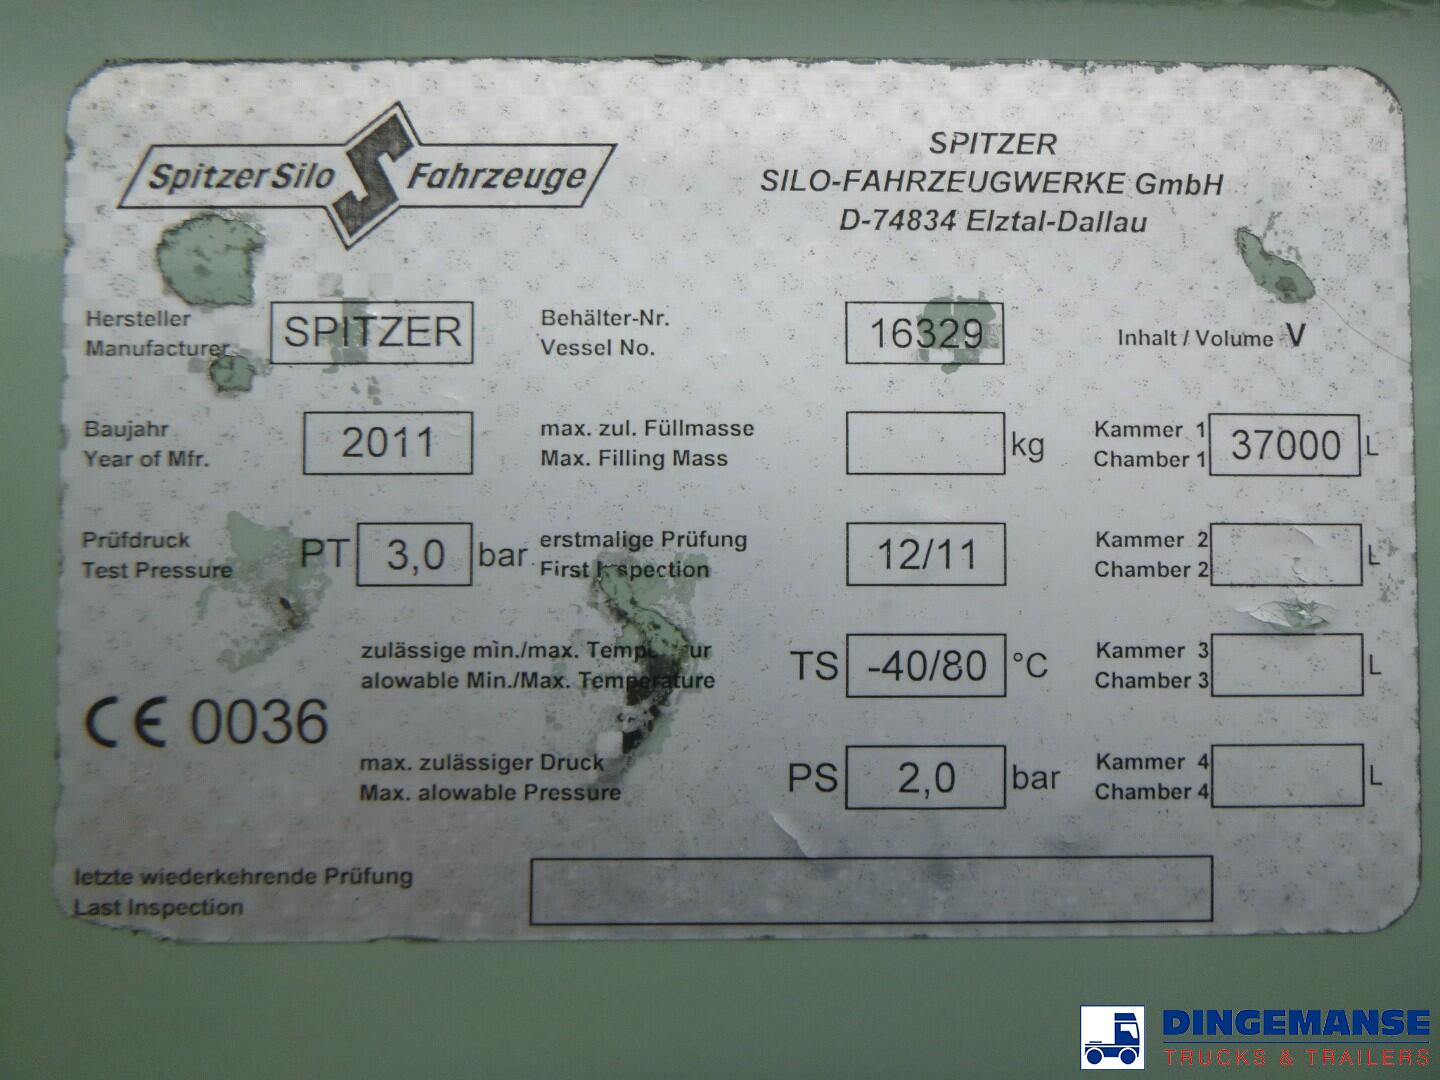 SpitzerSilo Fahrzeuge
SPITZER
SILO-FAHRZEUGWERKE GmbH
D-74834 Elztal-Dallau
Hersteller
Manufacturer
SPITZER
Behälter-Nr.
Vessel No.
16329
Inhalt / Volume V
Baujahr
Year of Mfr.
2011
max. zul. Füllmasse
Max. Filling Mass
kg
Kammer 1
Chamber 1
37000 L
Prüfdruck
Test Pressure
PT 3,0 bar
erstmalige Prüfung
First Inspection
12/11
Kammer 2
Chamber 2
L
zulässige min./max. Temperatur
alowable Min./Max. Temperature
TS -40/80 °C
Kammer 3
Chamber 3
L
CE 0036
max. zulässiger Druck
Max. alowable Pressure
PS 2,0 bar
Kammer 4
Chamber 4
L
letzte wiederkehrende Prüfung
Last Inspection
DINGEMANSE
TRUCKS & TRAILERS